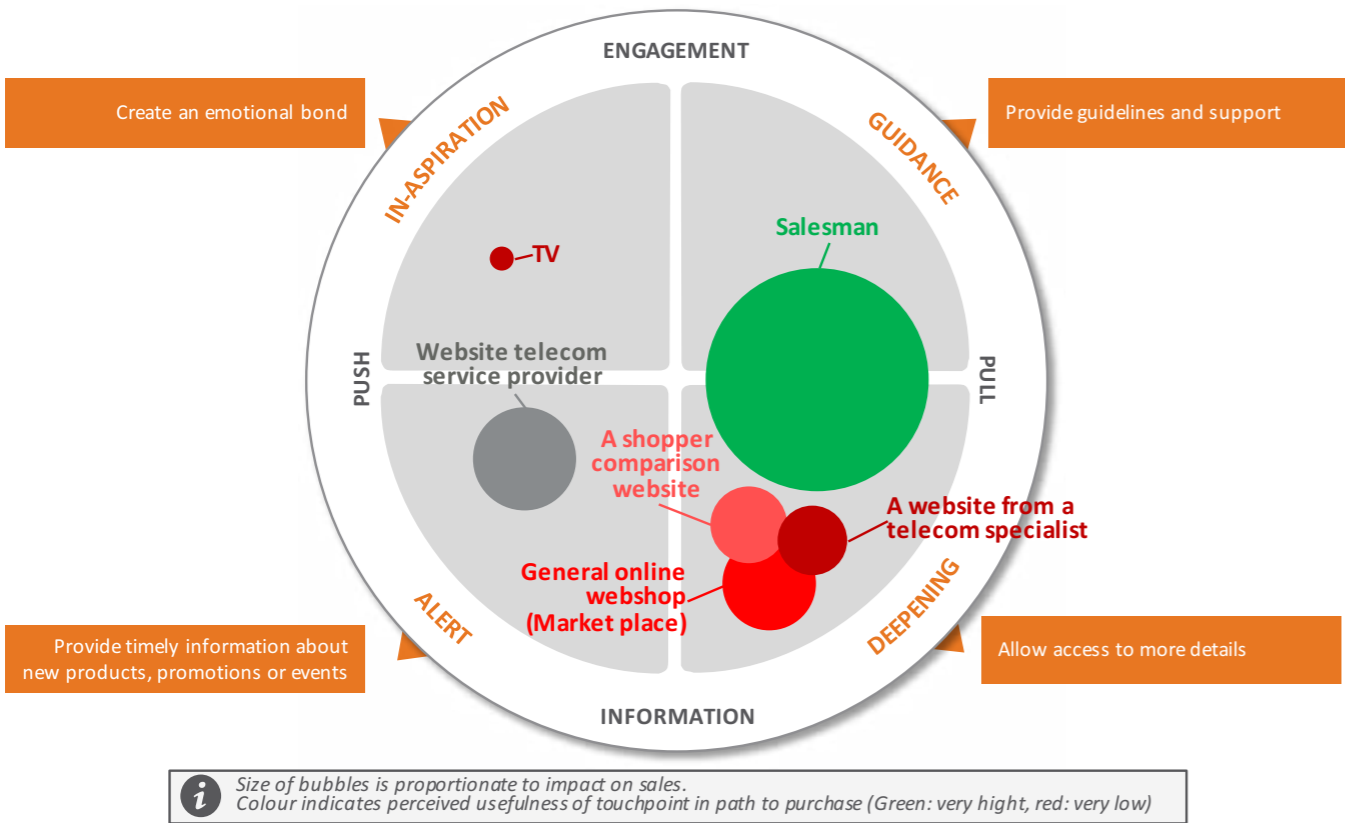 ENGAGEMENT
Create an emotional bond
IN-ASPIRATION
GUIDANCE
Provide guidelines and support
Salesman
TV
PUSH
Website telecom
service provider
PULL
A shopper
comparison
website
A website from a
telecom specialist
General online
webshop
(Market place)
ALERT
DEEPENING
Provide timely information about
new products, promotions or events
Allow access to more details
INFORMATION
i
Size of bubbles is proportionate to impact on sales.
Colour indicates perceived usefulness of touchpoint in path to purchase (Green: very hight, red: very low)